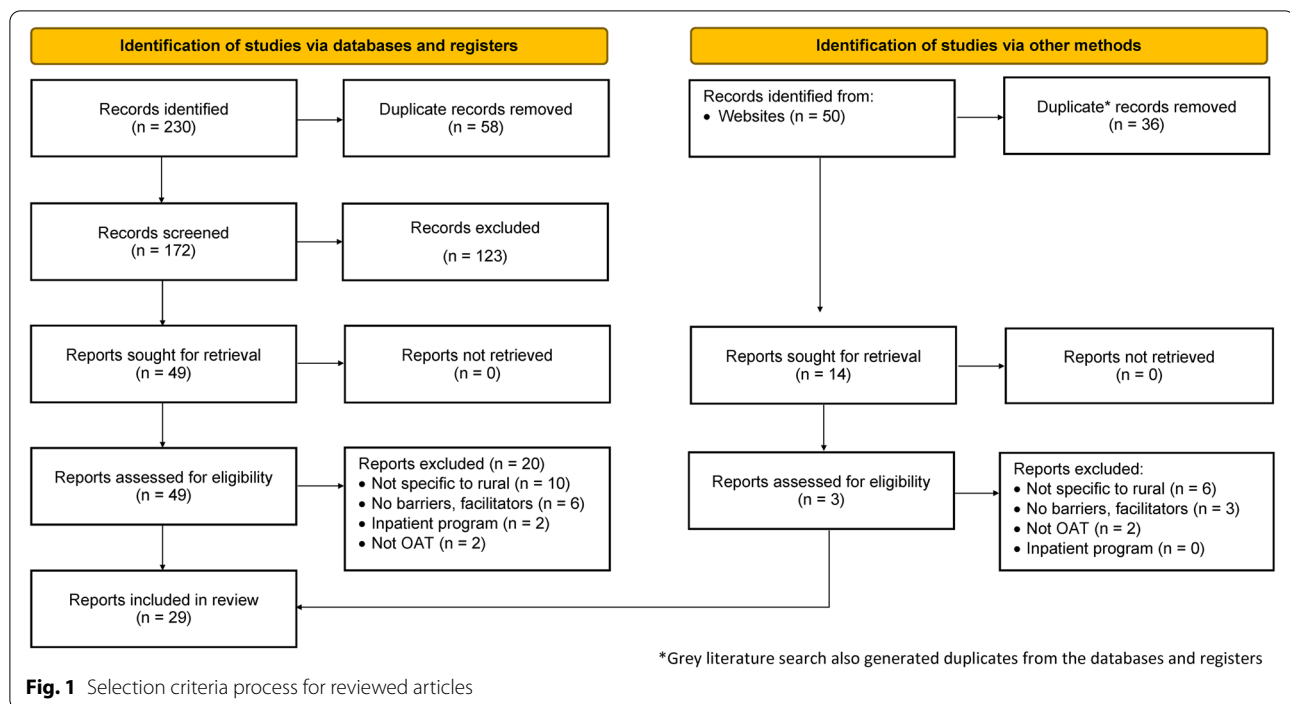 Identification of studies via databases and registers
Records identified
(n = 230)
Duplicate records removed
(n = 58)
Records screened
(n = 172)
Records excluded
(n = 123)
Reports sought for retrieval
(n = 49)
Reports not retrieved
(n = 0)
Reports assessed for eligibility
(n = 49)
Reports excluded (n = 20)
• Not specific to rural (n = 10)
• No barriers, facilitators (n = 6)
• Inpatient program (n = 2)
• Not OAT (n = 2)
Reports included in review
(n = 29)
Identification of studies via other methods
Records identified from:
• Websites (n = 50)
Duplicate* records removed
(n = 36)
Reports sought for retrieval
(n = 14)
Reports not retrieved
(n = 0)
Reports assessed for eligibility
(n = 3)
Reports excluded:
• Not specific to rural (n = 6)
• No barriers, facilitators (n = 3)
• Not OAT (n = 2)
• Inpatient program (n = 0)
*Grey literature search also generated duplicates from the databases and registers
Fig. 1 Selection criteria process for reviewed articles